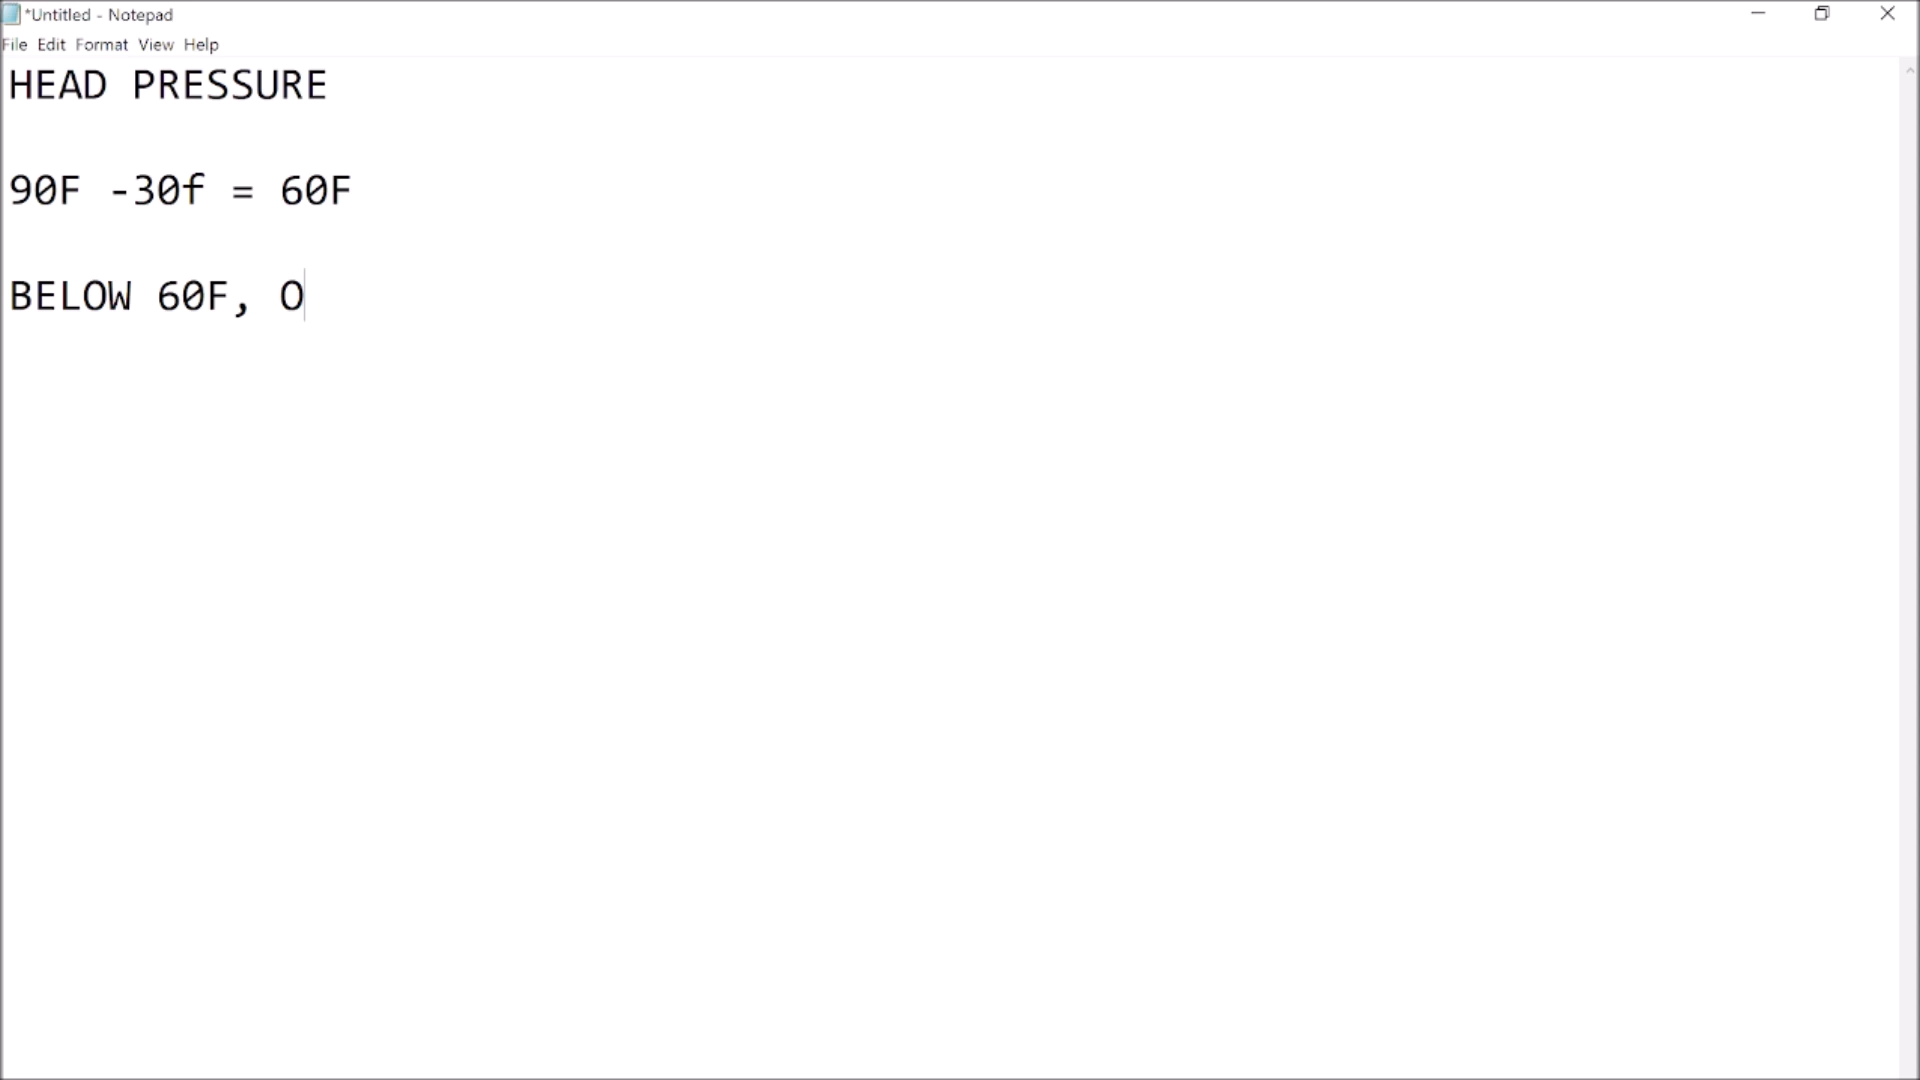 *Untitled - Notepad
File Edit Format View Help
HEAD PRESSURE
90F -30f = 60F
BELOW 60F, O